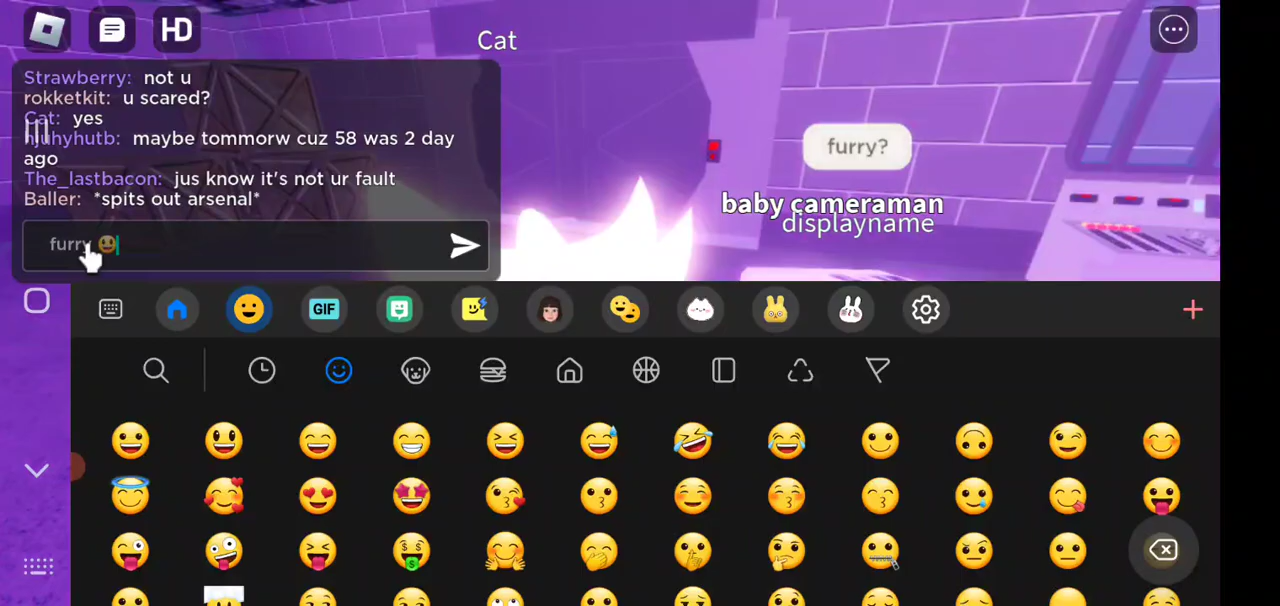 HD
Cat
Strawberry: not u
rokketkit: u scared?
Cat: yes
njuhyhutb: maybe tommorw cuz 58 was 2 day
ago
The_lastbacon: jus know it's not ur fault
Baller: *spits out arsenal*
furry 😃
furry?
baby cameraman
displayname
GIF